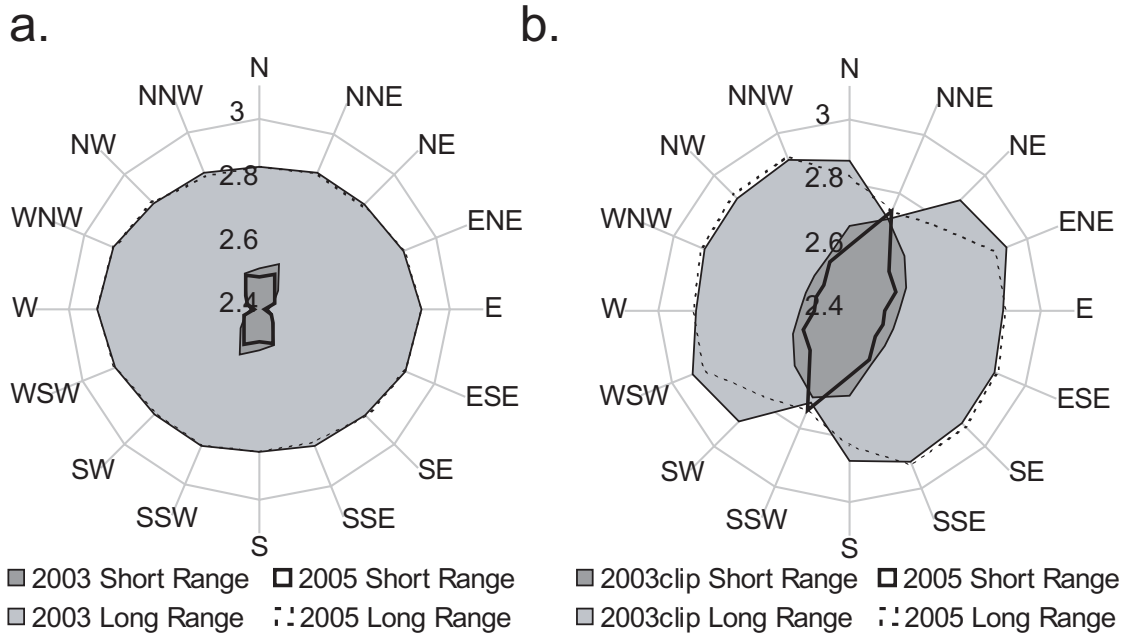 a.
b.
N
NNE
NE
ENE
E
ESE
SE
SSE
S
SSW
SW
WSW
W
WNW
NW
NNW
3
2.8
2.6
2.4
N
NNE
NE
ENE
E
ESE
SE
SSE
S
SSW
SW
WSW
W
WNW
NW
NNW
3
2.8
2.6
2.4
2003 Short Range
2005 Short Range
2003 Long Range
2005 Long Range
2003clip Short Range
2005 Short Range
2003clip Long Range
2005 Long Range